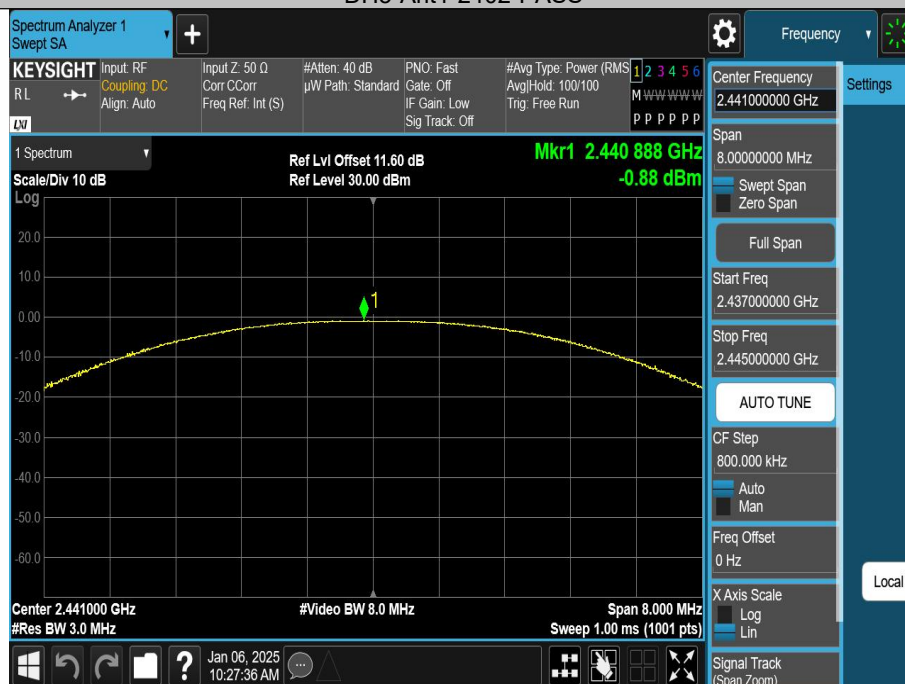 Spectrum Analyzer 1
Swept SA
Frequency
KEYSIGHT
RL
LXI
Input: RF
Coupling: DC
Align: Auto
Input Z: 50 Ω
Corr CCorr
Freq Ref: Int (S)
#Atten: 40 dB
µW Path: Standard
PNO: Fast
Gate: Off
IF Gain: Low
Sig Track: Off
#Avg Type: Power (RMS
Avg|Hold: 100/100
Trig: Free Run
1 2 3 4 5 6
M W W W W W
P P P P P P
Center Frequency
2.441000000 GHz
Settings
1 Spectrum
Scale/Div 10 dB
Log
Ref Lvl Offset 11.60 dB
Ref Level 30.00 dBm
Mkr1 2.440 888 GHz
-0.88 dBm
Span
8.00000000 MHz
Swept Span
Zero Span
Full Span
Start Freq
2.437000000 GHz
Stop Freq
2.445000000 GHz
AUTO TUNE
CF Step
800.000 kHz
Auto
Man
Freq Offset
0 Hz
X Axis Scale
Log
Lin
Signal Track
(Span Zoom)
Local
20.0
10.0
1
0.00
-10.0
-20.0
-30.0
-40.0
-50.0
-60.0
Center 2.441000 GHz
#Res BW 3.0 MHz
#Video BW 8.0 MHz
Span 8.000 MHz
Sweep 1.00 ms (1001 pts)
Jan 06, 2025
10:27:36 AM